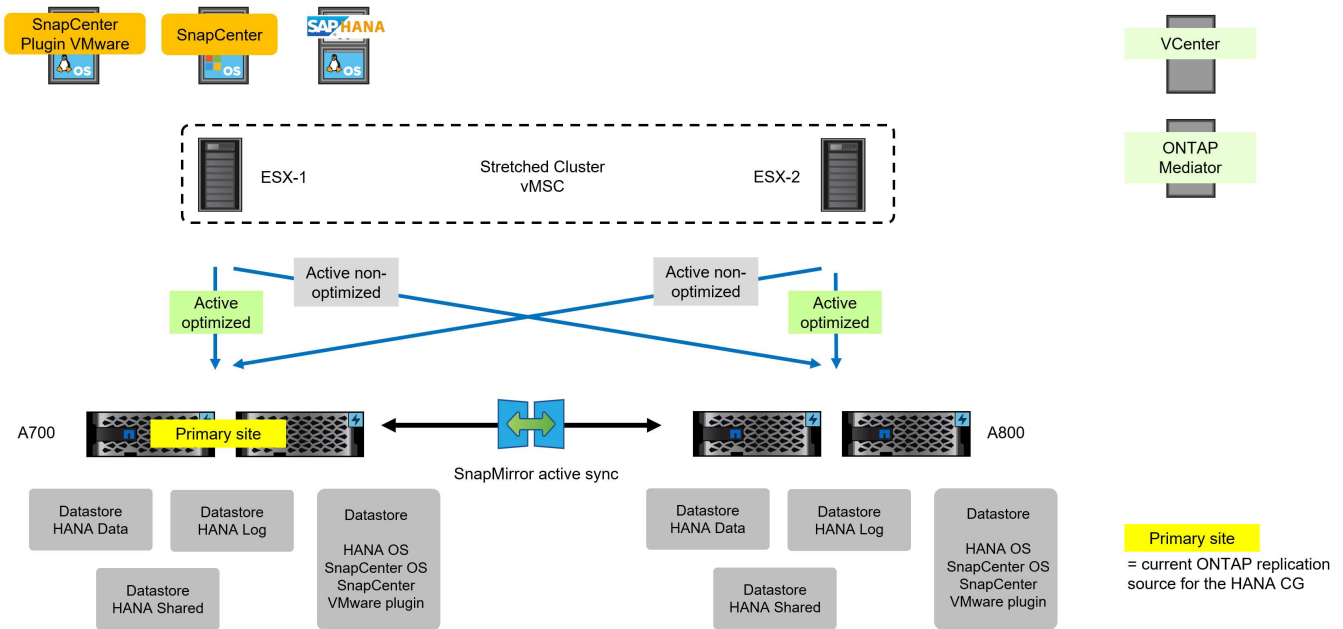 SnapCenter
Plugin VMware
OS
SnapCenter
OS
SAP HANA
OS
VCenter
ONTAP
Mediator
ESX-1
Stretched Cluster
vMSC
ESX-2
Active non-
optimized
Active non-
optimized
Active
optimized
Active
optimized
A700
Primary site
SnapMirror active sync
A800
Datastore
HANA Data
Datastore
HANA Log
Datastore
HANA OS
SnapCenter OS
SnapCenter
VMware plugin
Datastore
HANA Shared
Datastore
HANA Data
Datastore
HANA Log
Datastore
HANA OS
SnapCenter OS
SnapCenter
VMware plugin
Datastore
HANA Shared
Primary site
= current ONTAP replication
source for the HANA CG